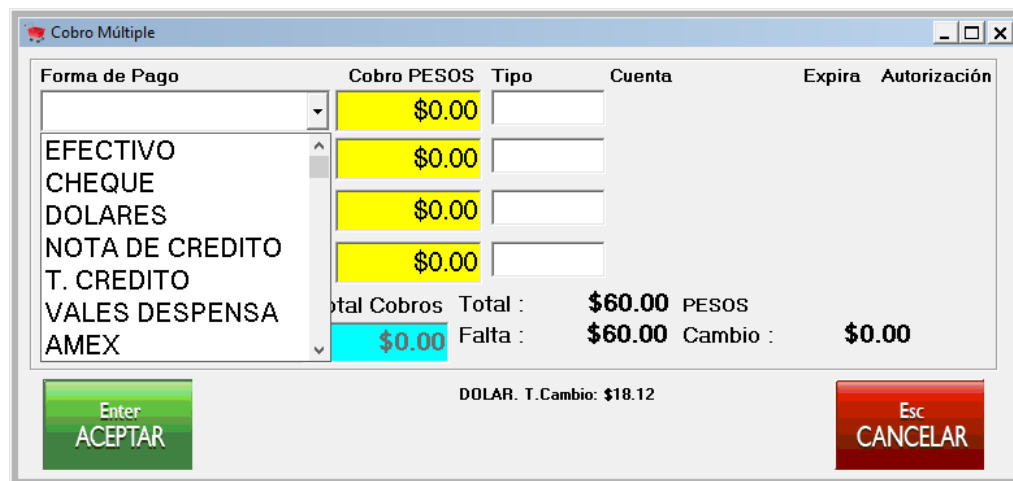 Cobro Múltiple
Forma de Pago Cobro PESOS Tipo Cuenta Expira Autorización
$0.00
EFECTIVO
$0.00
CHEQUE
DOLARES
$0.00
NOTA DE CREDITO
$0.00
T. CREDITO
VALES DESPENSA
tal Cobros Total : $60.00 PESOS
AMEX
$0.00 Falta : $60.00 Cambio : $0.00
Enter
ACEPTAR
DOLAR. T.Cambio: $18.12
Esc
CANCELAR